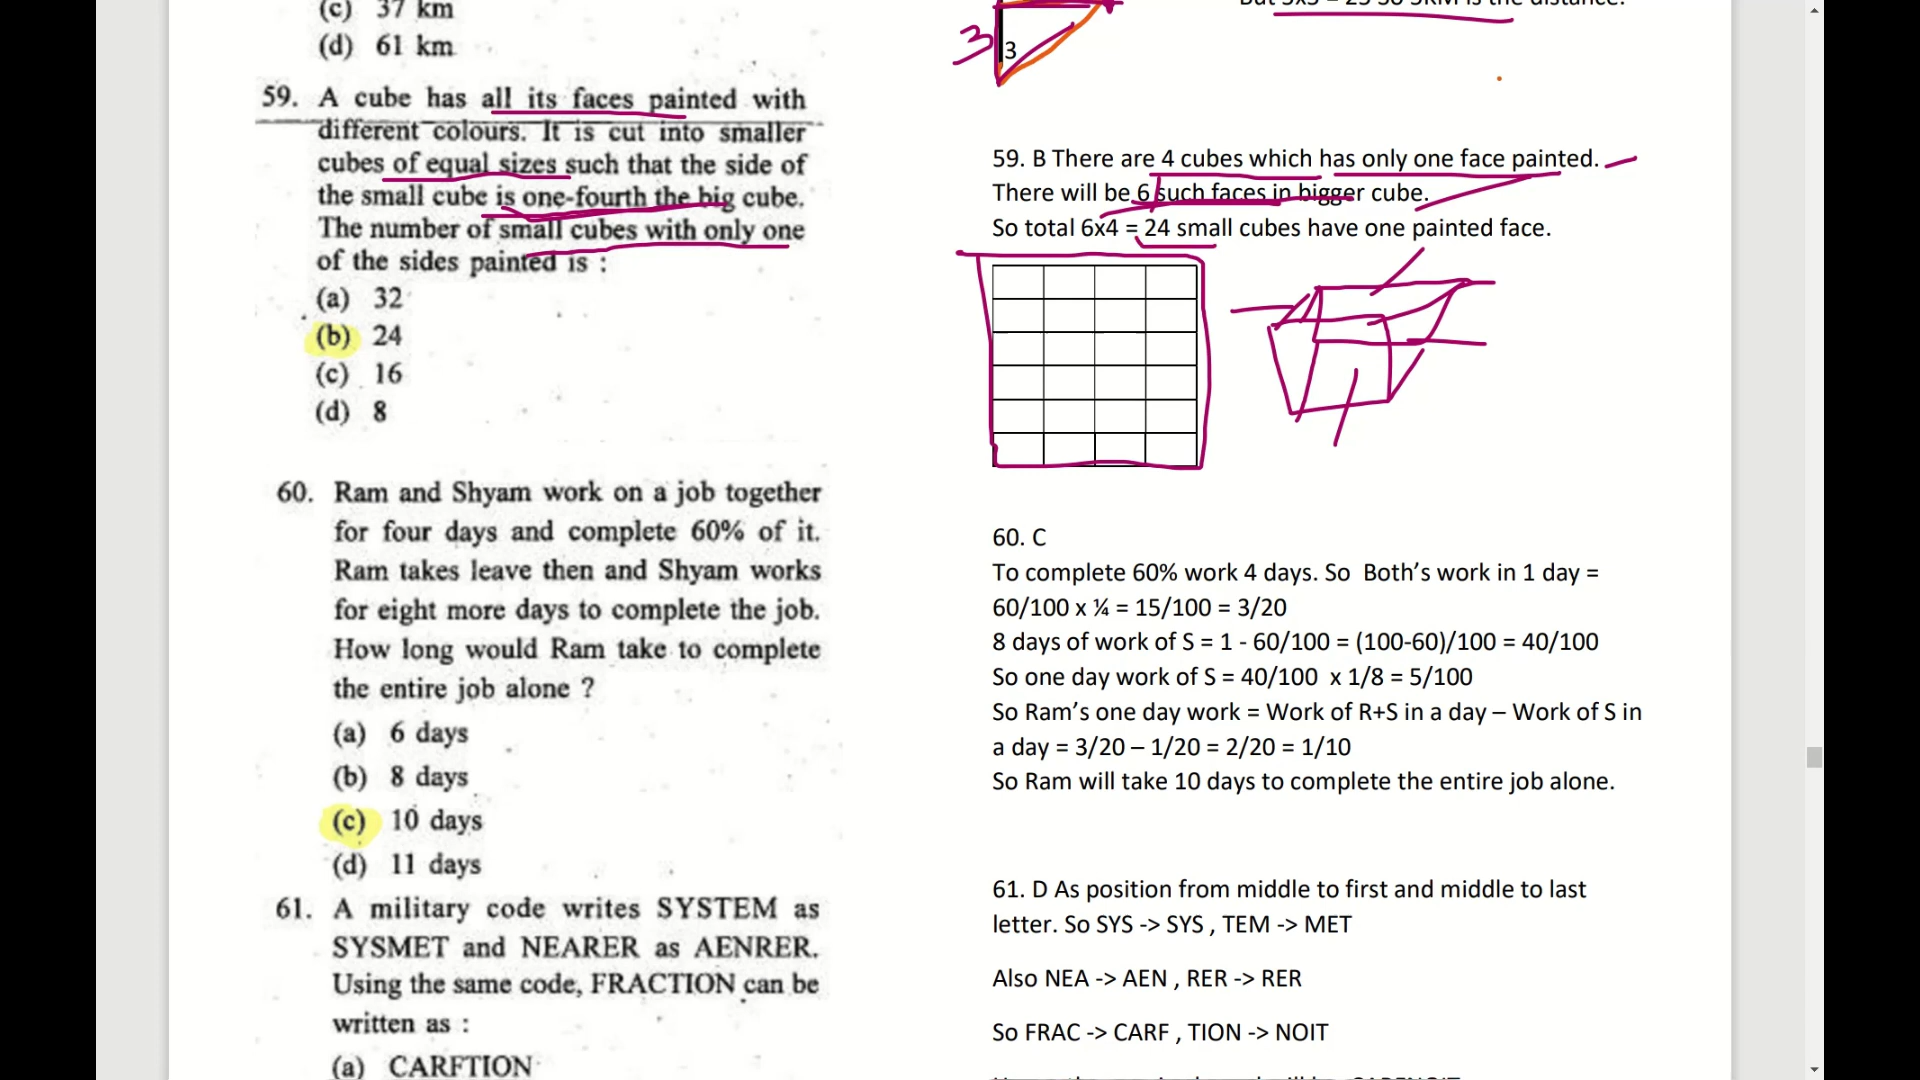 (c) 37 km
(d) 61 km
59. A cube has all its faces painted with
different colours. It is cut into smaller
cubes of equal sizes such that the side of
the small cube is one-fourth the big cube.
The number of small cubes with only one
of the sides painted is :
(a) 32
(b) 24
(c) 16
(d) 8
60. Ram and Shyam work on a job together
for four days and complete 60% of it.
Ram takes leave then and Shyam works
for eight more days to complete the job.
How long would Ram take to complete
the entire job alone ?
(a) 6 days
(b) 8 days
(c) 10 days
(d) 11 days
61. A military code writes SYSTEM as
SYSMET and NEARER as AENRER.
Using the same code, FRACTION can be
written as :
(a) CARFTION
3
3
59. B There are 4 cubes which has only one face painted.
There will be 6 such faces in bigger cube.
So total 6x4 = 24 small cubes have one painted face.
60. C
To complete 60% work 4 days. So Both’s work in 1 day =
60/100 x ¼ = 15/100 = 3/20
8 days of work of S = 1 - 60/100 = (100-60)/100 = 40/100
So one day work of S = 40/100 x 1/8 = 5/100
So Ram’s one day work = Work of R+S in a day – Work of S in
a day = 3/20 – 1/20 = 2/20 = 1/10
So Ram will take 10 days to complete the entire job alone.
61. D As position from middle to first and middle to last
letter. So SYS -> SYS , TEM -> MET
Also NEA -> AEN , RER -> RER
So FRAC -> CARF , TION -> NOIT